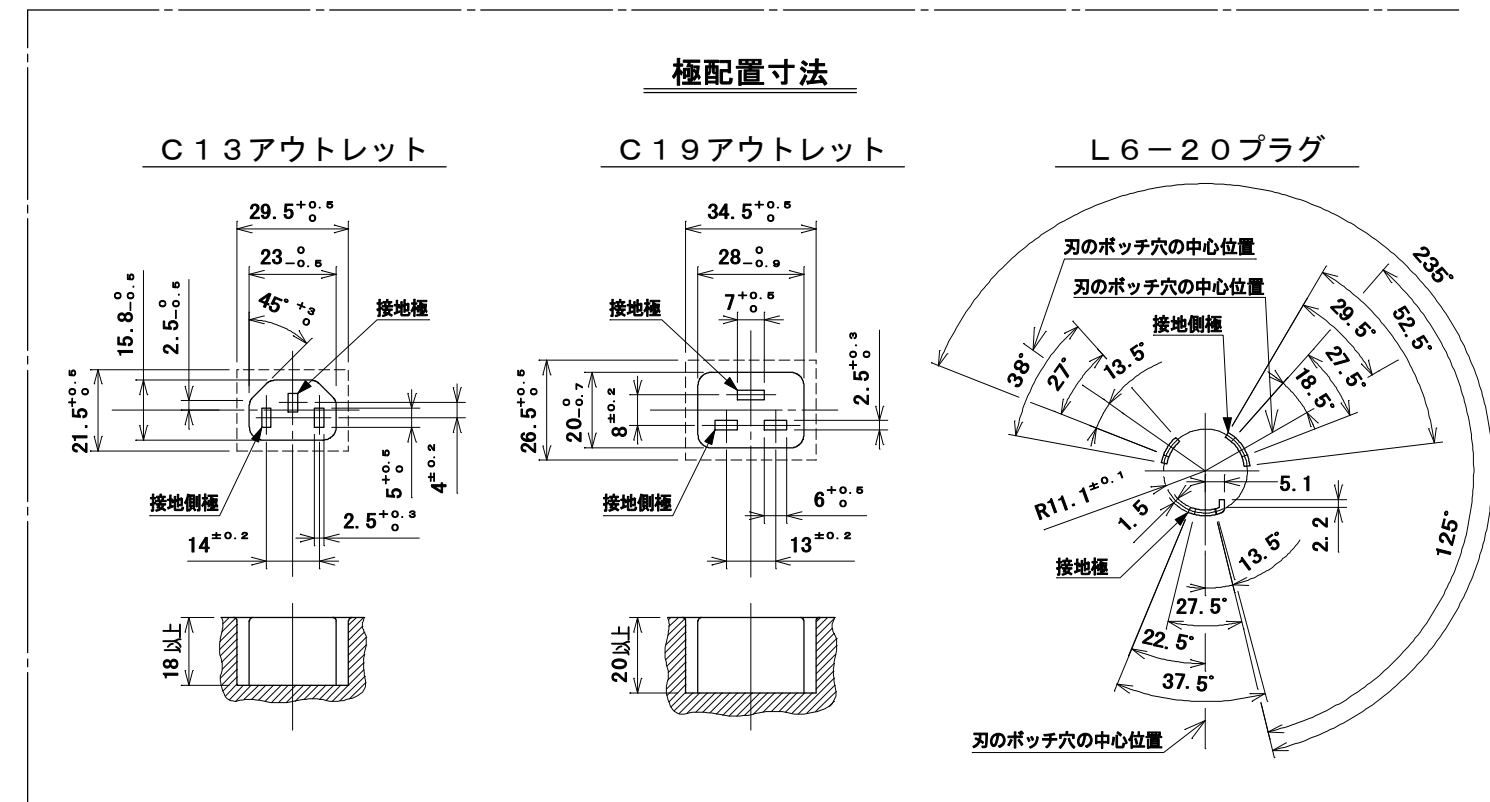 極配置寸法
C13アウトレット
29.5+0.5 0
23 0 -0.5
45°+3 0
接地極
15.8 0 -0.5
2.5 0 -0.5
21.5+0.5 0
接地側極
5+0.5 0
4±0.2
2.5+0.3 0
14±0.2
18以上
C19アウトレット
34.5+0.5 0
28 0 -0.9
7+0.5 0
接地極
2.5+0.3 0
26.5+0.5 0
20 0 -0.7
8±0.2
接地側極
6+0.5 0
13±0.2
20以上
L6-20プラグ
刃のボッチ穴の中心位置
刃のボッチ穴の中心位置
接地側極
235°
29.5°
52.5°
27.5°
18.5°
38°
27°
13.5°
R11.1±0.1
1.5
5.1
2.2
125°
接地極
13.5°
27.5°
22.5°
37.5°
刃のボッチ穴の中心位置